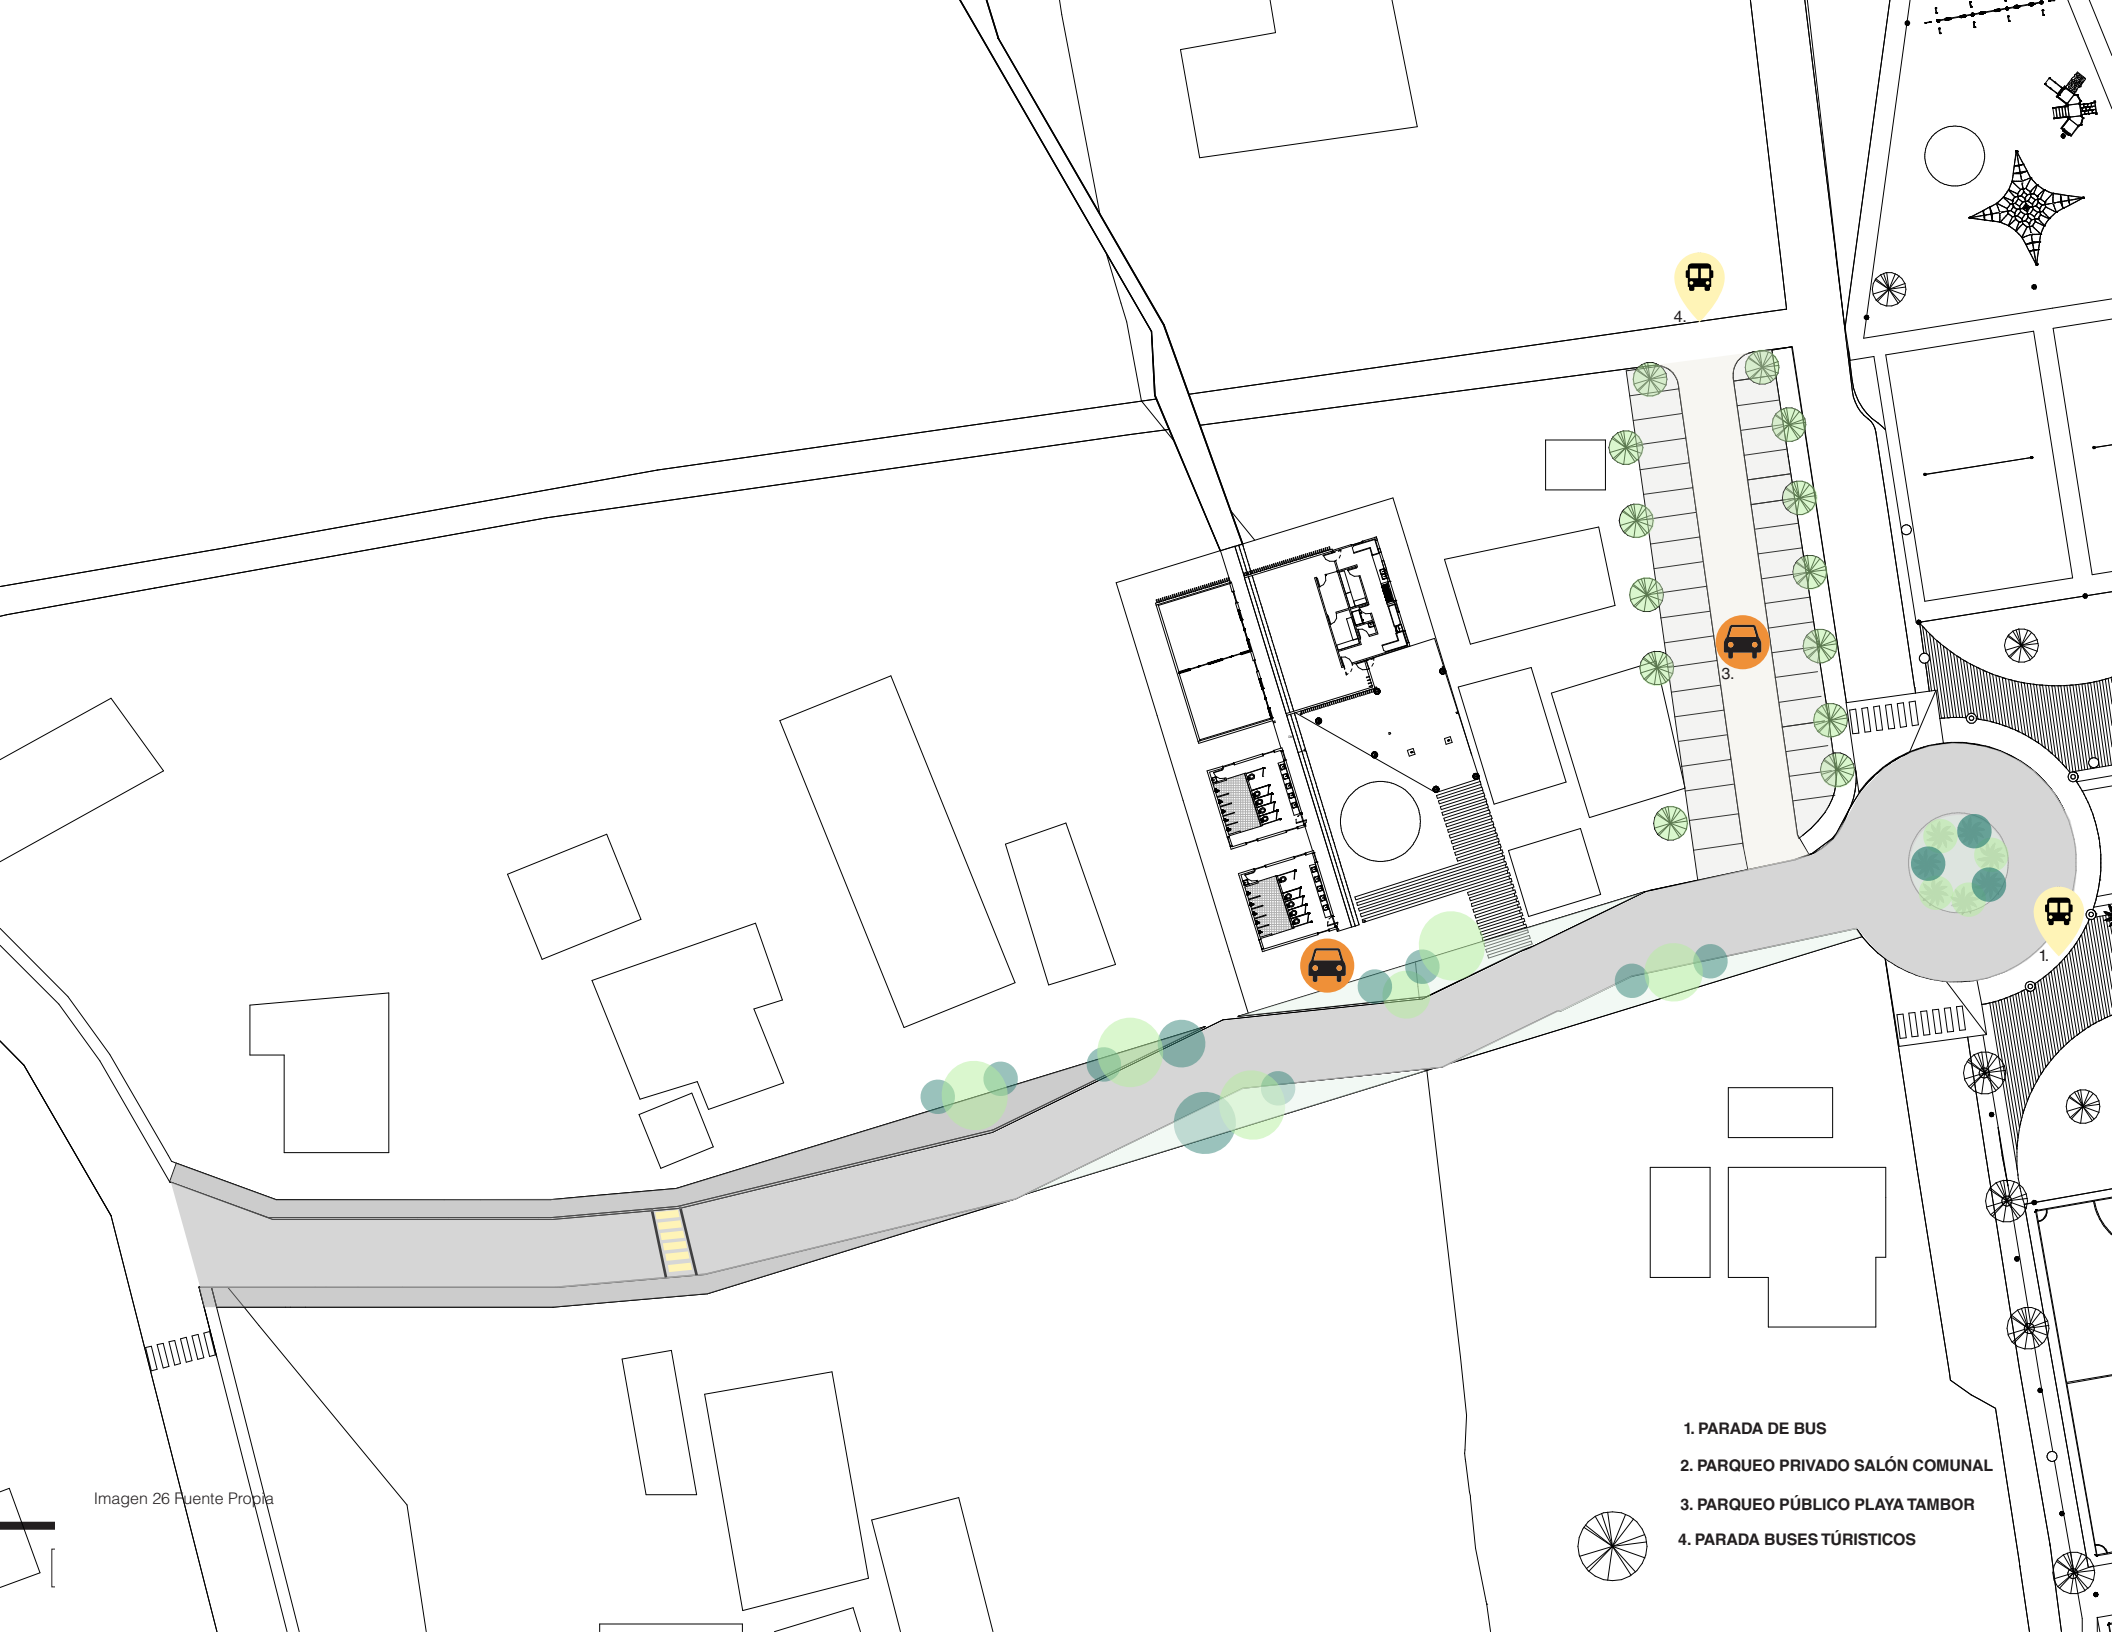 4.
3.
1.
1. PARADA DE BUS
2. PARQUEO PRIVADO SALÓN COMUNAL
3. PARQUEO PÚBLICO PLAYA TAMBOR
4. PARADA BUSES TÚRISTICOS
Imagen 26 Fuente Propia